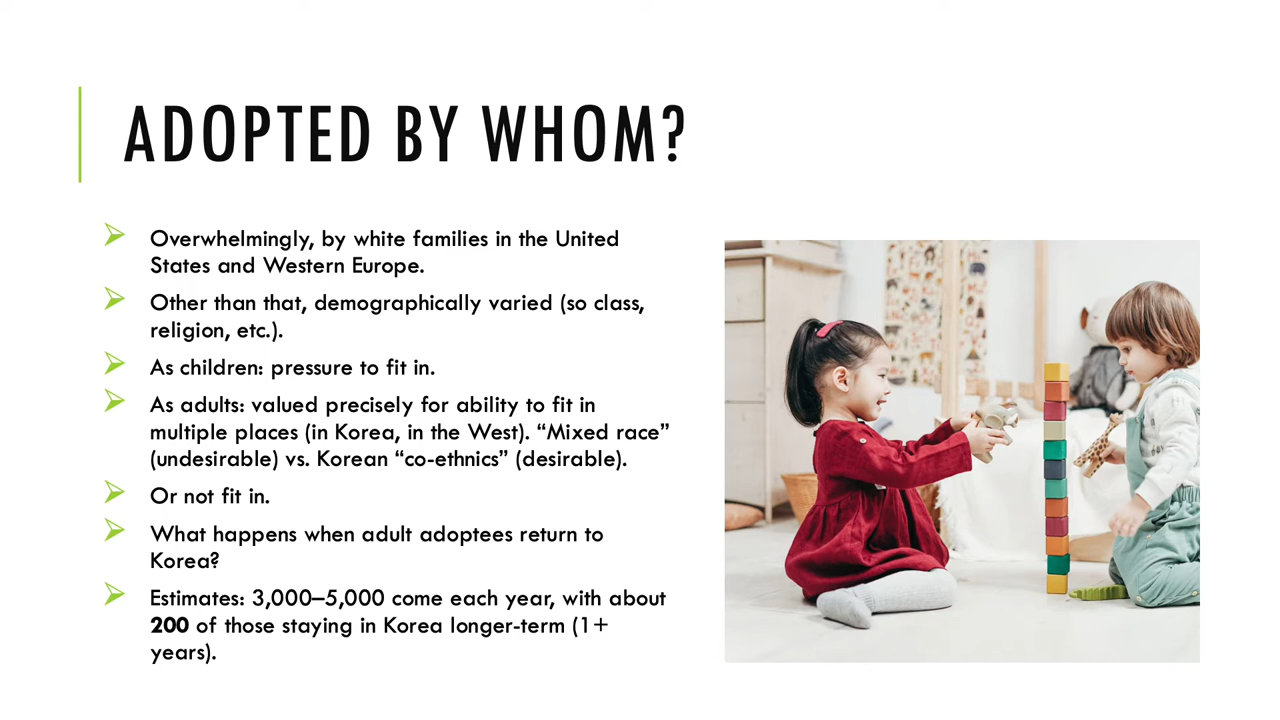 ADOPTED BY WHOM?
Overwhelmingly, by white families in the United
States and Western Europe.
Other than that, demographically varied (so class,
religion, etc.).
As children: pressure to fit in.
As adults: valued precisely for ability to fit in
multiple places (in Korea, in the West). “Mixed race”
(undesirable) vs. Korean “co-ethnics” (desirable).
Or not fit in.
What happens when adult adoptees return to
Korea?
Estimates: 3,000–5,000 come each year, with about
200 of those staying in Korea longer-term (1+
years).